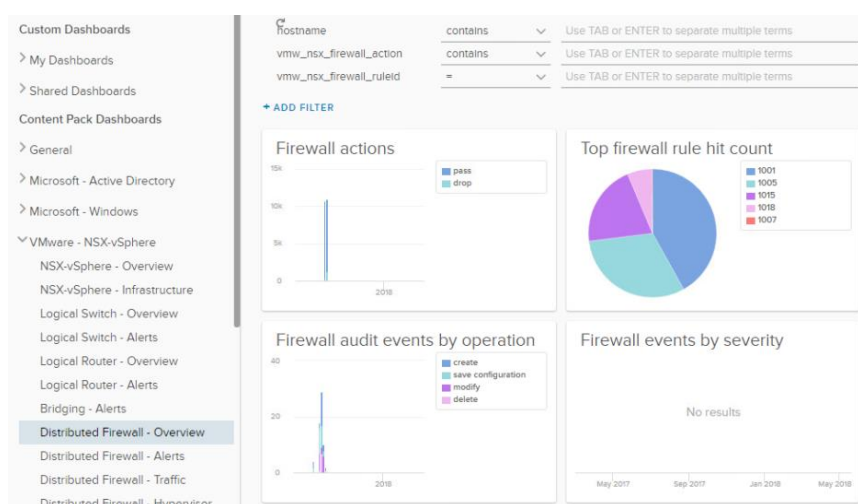 Custom Dashboards
My Dashboards
Shared Dashboards
Content Pack Dashboards
General
Microsoft - Active Directory
Microsoft - Windows
VMware - NSX-vSphere
NSX-vSphere - Overview
NSX-vSphere - Infrastructure
Logical Switch - Overview
Logical Switch - Alerts
Logical Router - Overview
Logical Router - Alerts
Bridging - Alerts
Distributed Firewall - Overview
Distributed Firewall - Alerts
Distributed Firewall - Traffic
Distributed Firewall - Hypervisor
hostname contains Use TAB or ENTER to separate multiple terms
vmw_nsx_firewall_action contains Use TAB or ENTER to separate multiple terms
vmw_nsx_firewall_ruleid = Use TAB or ENTER to separate multiple terms
+ ADD FILTER
Firewall actions
15k
10k
5k
0
2018
pass
drop
Top firewall rule hit count
1001
1005
1015
1018
1007
Firewall audit events by operation
40
20
0
2018
create
save configuration
modify
delete
Firewall events by severity
No results
May 2017 Sep 2017 Jan 2018 May 2018